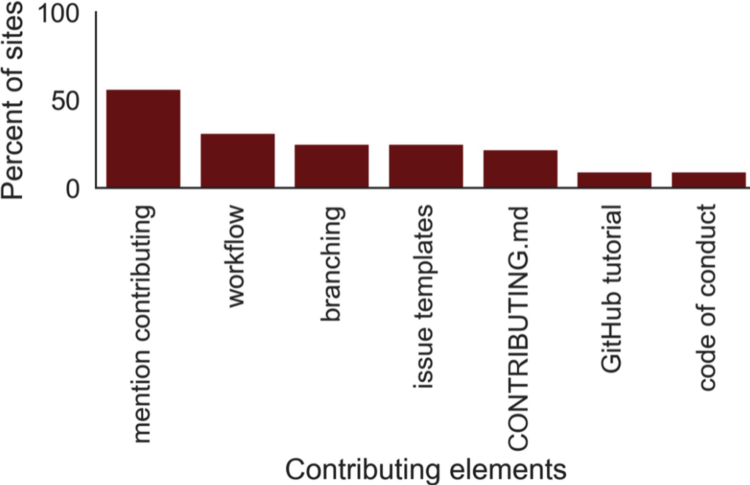 Percent of sites
100
50
0
mention contributing
workflow
branching
issue templates
CONTRIBUTING.md
GitHub tutorial
code of conduct
Contributing elements